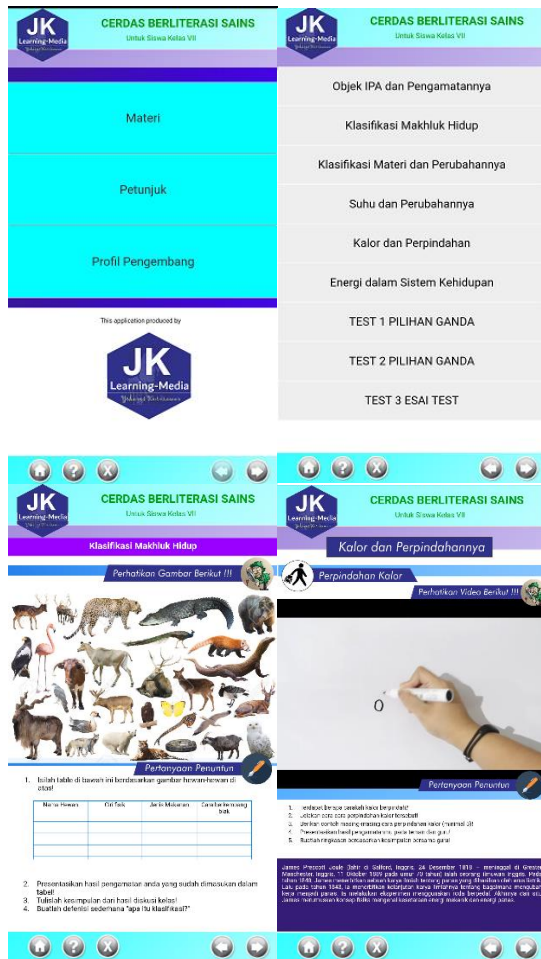 JK
Learning-Media
CERDAS BERLITERASI SAINS
Untuk Siswa Kelas VII
Materi
Petunjuk
Profil Pengembang
This application produced by
JK
Learning-Media
JK
Learning-Media
CERDAS BERLITERASI SAINS
Untuk Siswa Kelas VII
Objek IPA dan Pengamatannya
Klasifikasi Makhluk Hidup
Klasifikasi Materi dan Perubahannya
Suhu dan Perubahannya
Kalor dan Perpindahan
Energi dalam Sistem Kehidupan
TEST 1 PILIHAN GANDA
TEST 2 PILIHAN GANDA
TEST 3 ESAI TEST
JK
Learning-Media
CERDAS BERLITERASI SAINS
Untuk Siswa Kelas VII
Klasifikasi Makhluk Hidup
Perhatikan Gambar Berikut !!!
Pertanyaan Penuntun
1. Isilah table di bawah ini berdasarkan gambar hewan-hewan di
atas!
Nama Hewan Ciri Fisik Jenis Makanan
2. Presentasikan hasil pengamatan anda yang sudah dimasukan dalam
tabel!
3. Tulislah kesimpulan dari hasil diskusi kelas!
4. Buatlah defenisi sederhana "apa itu klasifikasi?"
JK
Learning-Media
CERDAS BERLITERASI SAINS
Untuk Siswa Kelas VII
Kalor dan Perpindahannya
Perpindahan Kalor
Perhatikan Video Berikut !!!
Pertanyaan Penuntun